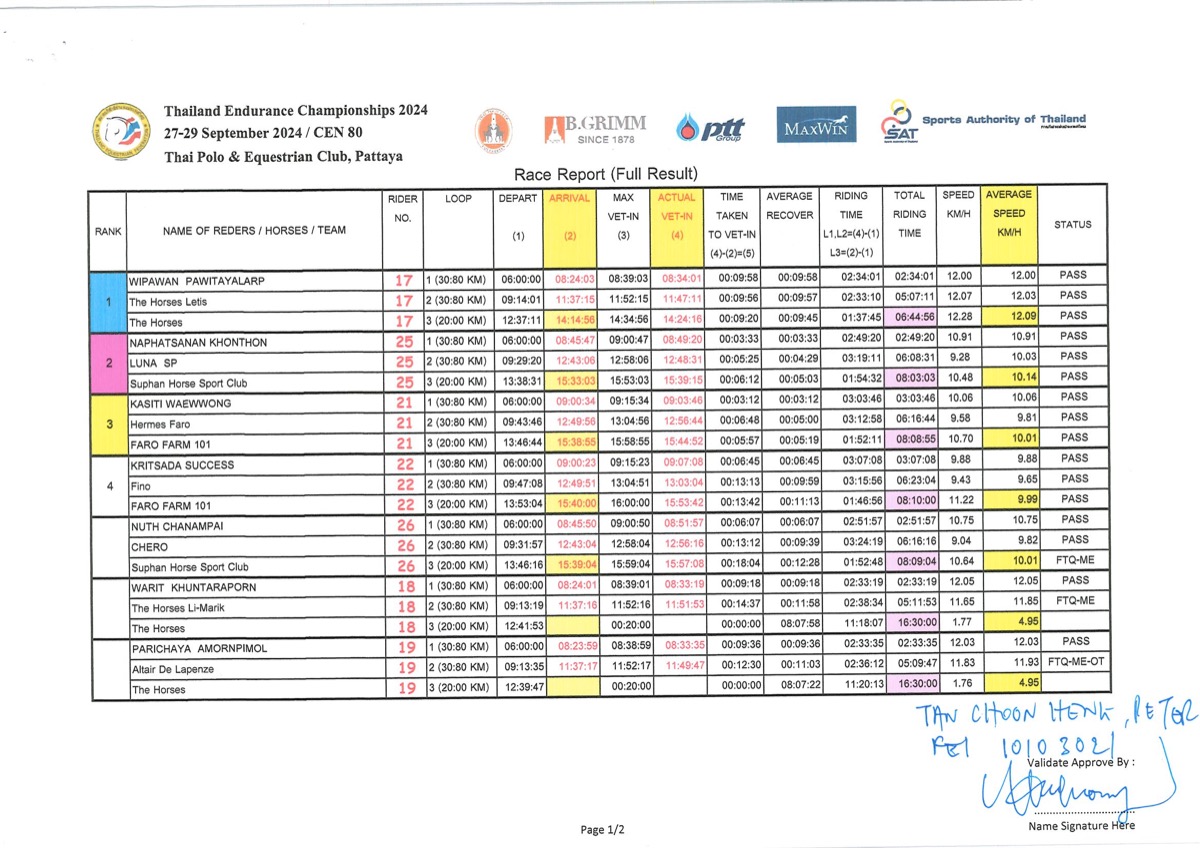 Thailand Endurance Championships 2024
27-29 September 2024 / CEN 80
Thai Polo & Equestrian Club, Pattaya
B.GRIMM
SINCE 1878
ptt
Group
MAXWIN
SAT
Sports Authority of Thailand
Race Report (Full Result)
RANK NAME OF REDERS / HORSES / TEAM RIDER NO. LOOP DEPART (1) ARRIVAL (2) MAX VET-IN (3) ACTUAL VET-IN (4) TIME TAKEN TO VET-IN (4)-(2)=(5) AVERAGE RECOVER RIDING TIME L1,L2=(4)-(1) L3=(2)-(1) TOTAL RIDING TIME SPEED KM/H AVERAGE SPEED KM/H STATUS
WIPAWAN PAWITAYALARP 17 1 (30:80 KM) 06:00:00 08:24:03 08:39:03 08:34:01 00:09:58 00:09:58 02:34:01 02:34:01 12.00 12.00 PASS
1 The Horses Letis 17 2 (30:80 KM) 09:14:01 11:37:15 11:52:15 11:47:11 00:09:56 00:09:57 02:33:10 05:07:11 12.07 12.03 PASS
The Horses 17 3 (20:00 KM) 12:37:11 14:14:56 14:34:56 14:24:16 00:09:20 00:09:45 01:37:45 06:44:56 12.28 12.09 PASS
NAPHATSANAN KHONTHON 25 1 (30:80 KM) 06:00:00 08:45:47 09:00:47 08:49:20 00:03:33 00:03:33 02:49:20 02:49:20 10.91 10.91 PASS
2 LUNA SP 25 2 (30:80 KM) 09:29:20 12:43:06 12:58:06 12:48:31 00:05:25 00:04:29 03:19:11 06:08:31 9.28 10.03 PASS
Suphan Horse Sport Club 25 3 (20:00 KM) 13:38:31 15:33:03 15:53:03 15:39:15 00:06:12 00:05:03 01:54:32 08:03:03 10.48 10.14 PASS
KASITI WAEWWONG 21 1 (30:80 KM) 06:00:00 09:00:34 09:15:34 09:03:46 00:03:12 00:03:12 03:03:46 03:03:46 10.06 10.06 PASS
3 Hermes Faro 21 2 (30:80 KM) 09:43:46 12:49:56 13:04:56 12:56:44 00:06:48 00:05:00 03:12:58 06:16:44 9.58 9.81 PASS
FARO FARM 101 21 3 (20:00 KM) 13:46:44 15:38:55 15:58:55 15:44:52 00:05:57 00:05:19 01:52:11 08:08:55 10.70 10.01 PASS
KRITSADA SUCCESS 22 1 (30:80 KM) 06:00:00 09:00:23 09:15:23 09:07:08 00:06:45 00:06:45 03:07:08 03:07:08 9.88 9.88 PASS
4 Fino 22 2 (30:80 KM) 09:47:08 12:49:51 13:04:51 13:03:04 00:13:13 00:09:59 03:15:56 06:23:04 9.43 9.65 PASS
FARO FARM 101 22 3 (20:00 KM) 13:53:04 15:40:00 16:00:00 15:53:42 00:13:42 00:11:13 01:46:56 08:10:00 11.22 9.99 PASS
NUTH CHANAMPAI 26 1 (30:80 KM) 06:00:00 08:45:50 09:00:50 08:51:57 00:06:07 00:06:07 02:51:57 02:51:57 10.75 10.75 PASS
CHERO 26 2 (30:80 KM) 09:31:57 12:43:04 12:58:04 12:56:16 00:13:12 00:09:39 03:24:19 06:16:16 9.04 9.82 PASS
Suphan Horse Sport Club 26 3 (20:00 KM) 13:46:16 15:39:04 15:59:04 15:57:08 00:18:04 00:12:28 01:52:48 08:09:04 10.64 10.01 FTQ-ME
WARIT KHUNTARAPORN 18 1 (30:80 KM) 06:00:00 08:24:01 08:39:01 08:33:19 00:09:18 00:09:18 02:33:19 02:33:19 12.05 12.05 PASS
The Horses Li-Marik 18 2 (30:80 KM) 09:13:19 11:37:16 11:52:16 11:51:53 00:14:37 00:11:58 02:38:34 05:11:53 11.65 11.85 FTQ-ME
The Horses 18 3 (20:00 KM) 12:41:53 00:20:00 00:00:00 08:07:58 11:18:07 16:30:00 1.77 4.95
PARICHAYA AMORNPIMOL 19 1 (30:80 KM) 06:00:00 08:23:59 08:38:59 08:33:35 00:09:36 00:09:36 02:33:35 02:33:35 12.03 12.03 PASS
Altair De Lapenze 19 2 (30:80 KM) 09:13:35 11:37:17 11:52:17 11:49:47 00:12:30 00:11:03 02:36:12 05:09:47 11.83 11.93 FTQ-ME-OT
The Horses 19 3 (20:00 KM) 12:39:47 00:20:00 00:00:00 08:07:22 11:20:13 16:30:00 1.76 4.95
TAN CHOON HENK, PETER
FEI 10103021
Validate Approve By :
Name Signature Here
Page 1/2